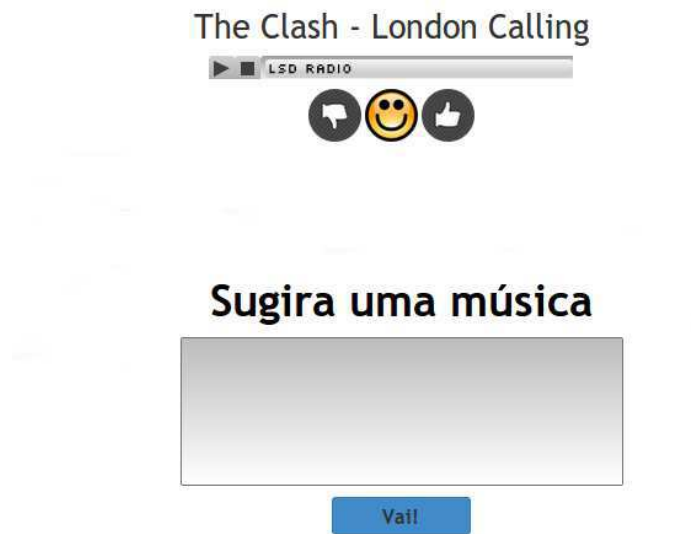 The Clash - London Calling
LSD RADIO
Sugira uma música
Vai!